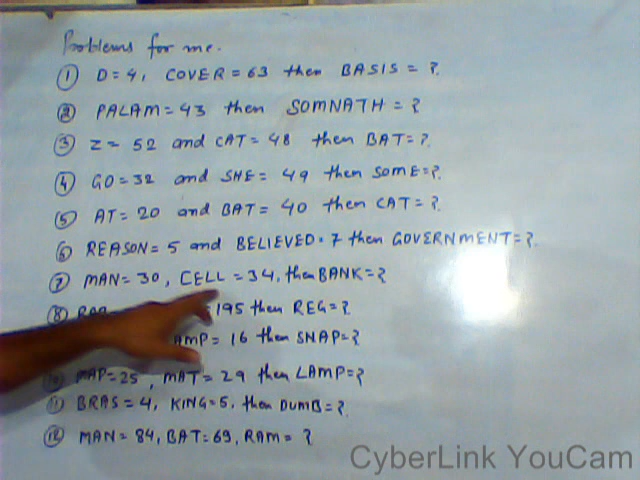 Problems for me.
① D=4, COVER = 63 then BASIS = ?
② PALAM = 43 then SOMNATH = ?
③ Z = 52 and CAT = 48 then BAT = ?
④ GO = 32 and SHE = 49 then SOME = ?
⑤ AT = 20 and BAT = 40 then CAT = ?
⑥ REASON = 5 and BELIEVED = 7 then GOVERNMENT = ?
⑦ MAN = 30, CELL = 34, then BANK = ?
⑧ = 195 then REG = ?
AMP = 16 then SNAP = ?
⑩ MAP = 25, MAT = 29 then LAMP = ?
⑪ BRAS = 4, KING = 5, then DUMB = ?
⑫ MAN = 84, BAT = 69, RAM = ?
CyberLink YouCam